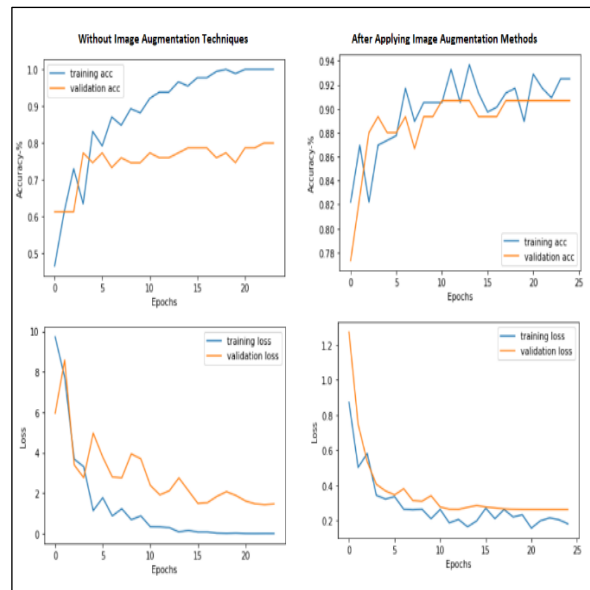 Without Image Augmentation Techniques
After Applying Image Augmentation Methods
training acc
validation acc
1.0
0.9
0.8
0.7
0.6
0.5
Accuracy-%
0
5
10
15
20
Epochs
0.94
0.92
0.90
0.88
0.86
0.84
0.82
0.80
0.78
Accuracy-%
training acc
validation acc
0
5
10
15
20
25
Epochs
training loss
validation loss
10
8
6
4
2
0
Loss
0
5
10
15
20
Epochs
training loss
validation loss
1.2
1.0
0.8
0.6
0.4
0.2
Loss
0
5
10
15
20
25
Epochs